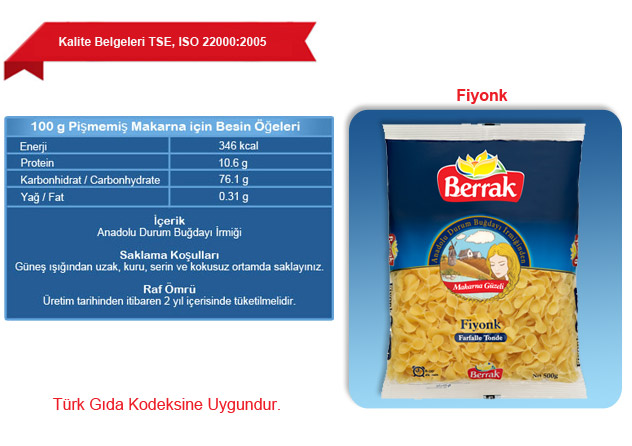 Kalite Belgeleri TSE, ISO 22000:2005
Fiyonk
100 g Pişmemiş Makarna için Besin Öğeleri
Enerji 346 kcal
Protein 10.6 g
Karbonhidrat / Carbonhydrate 76.1 g
Yağ / Fat 0.31 g
İçerik
Anadolu Durum Buğdayı İrmiği
Saklama Koşulları
Güneş ışığından uzak, kuru, serin ve kokusuz ortamda saklayınız.
Raf Ömrü
Üretim tarihinden itibaren 2 yıl içerisinde tüketilmelidir.
Türk Gıda Kodeksine Uygundur.
Berrak
Anadolu Durum Buğdayı İrmiğinden
Makarna Güzeli
Fiyonk
Farfalle Tonde
Berrak
Net 500g